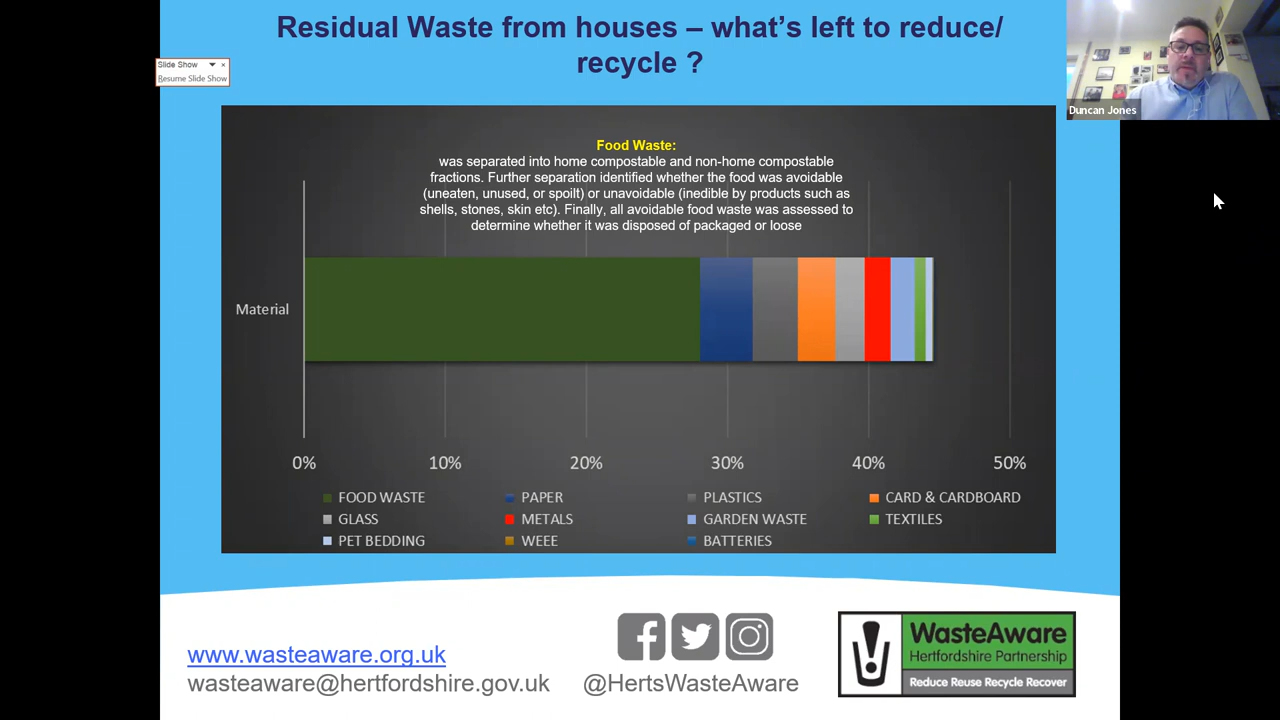 Residual Waste from houses – what’s left to reduce/
recycle ?
Slide Show
Resume Slide Show
Duncan Jones
Food Waste:
was separated into home compostable and non-home compostable
fractions. Further separation identified whether the food was avoidable
(uneaten, unused, or spoilt) or unavoidable (inedible by products such as
shells, stones, skin etc). Finally, all avoidable food waste was assessed to
determine whether it was disposed of packaged or loose
Material
0% 10% 20% 30% 40% 50%
FOOD WASTE PAPER PLASTICS CARD & CARDBOARD
GLASS METALS GARDEN WASTE TEXTILES
PET BEDDING WEEE BATTERIES
www.wasteaware.org.uk
wasteaware@hertfordshire.gov.uk
@HertsWasteAware
WasteAware
Hertfordshire Partnership
Reduce Reuse Recycle Recover